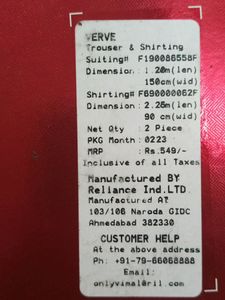 VERVE
Trouser & Shirting
Suiting# F190086558F
Dimension: 1.20m(len)
150cm(wid)
Shirting# F690000062F
Dimension: 2.25m(len)
90 cm(wid)
Net Qty : 2 Piece
PKG Month : 0223
MRP : Rs.549/-
Inclusive of all Taxes
Manufactured BY
Reliance Ind.LTD
Manufactured AT
103/106 Naroda GIDC
Ahmedabad 382330
CUSTOMER HELP
At the above address
Ph: +91-79-66068888
Email:
onlyvimal@ril.com